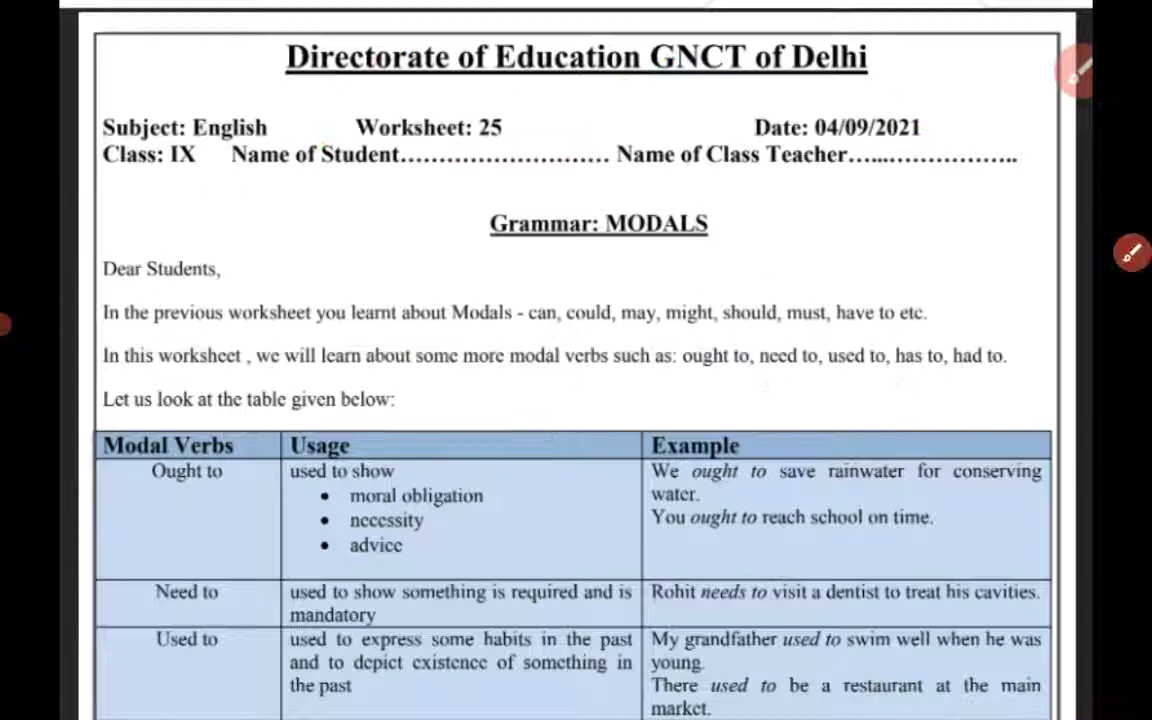 Directorate of Education GNCT of Delhi
Subject: English Worksheet: 25 Date: 04/09/2021
Class: IX Name of Student………………………. Name of Class Teacher…...……………..
Grammar: MODALS
Dear Students,
In the previous worksheet you learnt about Modals - can, could, may, might, should, must, have to etc.
In this worksheet , we will learn about some more modal verbs such as: ought to, need to, used to, has to, had to.
Let us look at the table given below:
Modal Verbs Usage Example
Ought to
used to show
• moral obligation
• necessity
• advice
We ought to save rainwater for conserving
water.
You ought to reach school on time.
Need to
used to show something is required and is
mandatory
Rohit needs to visit a dentist to treat his cavities.
Used to
used to express some habits in the past
and to depict existence of something in
the past
My grandfather used to swim well when he was
young.
There used to be a restaurant at the main
market.